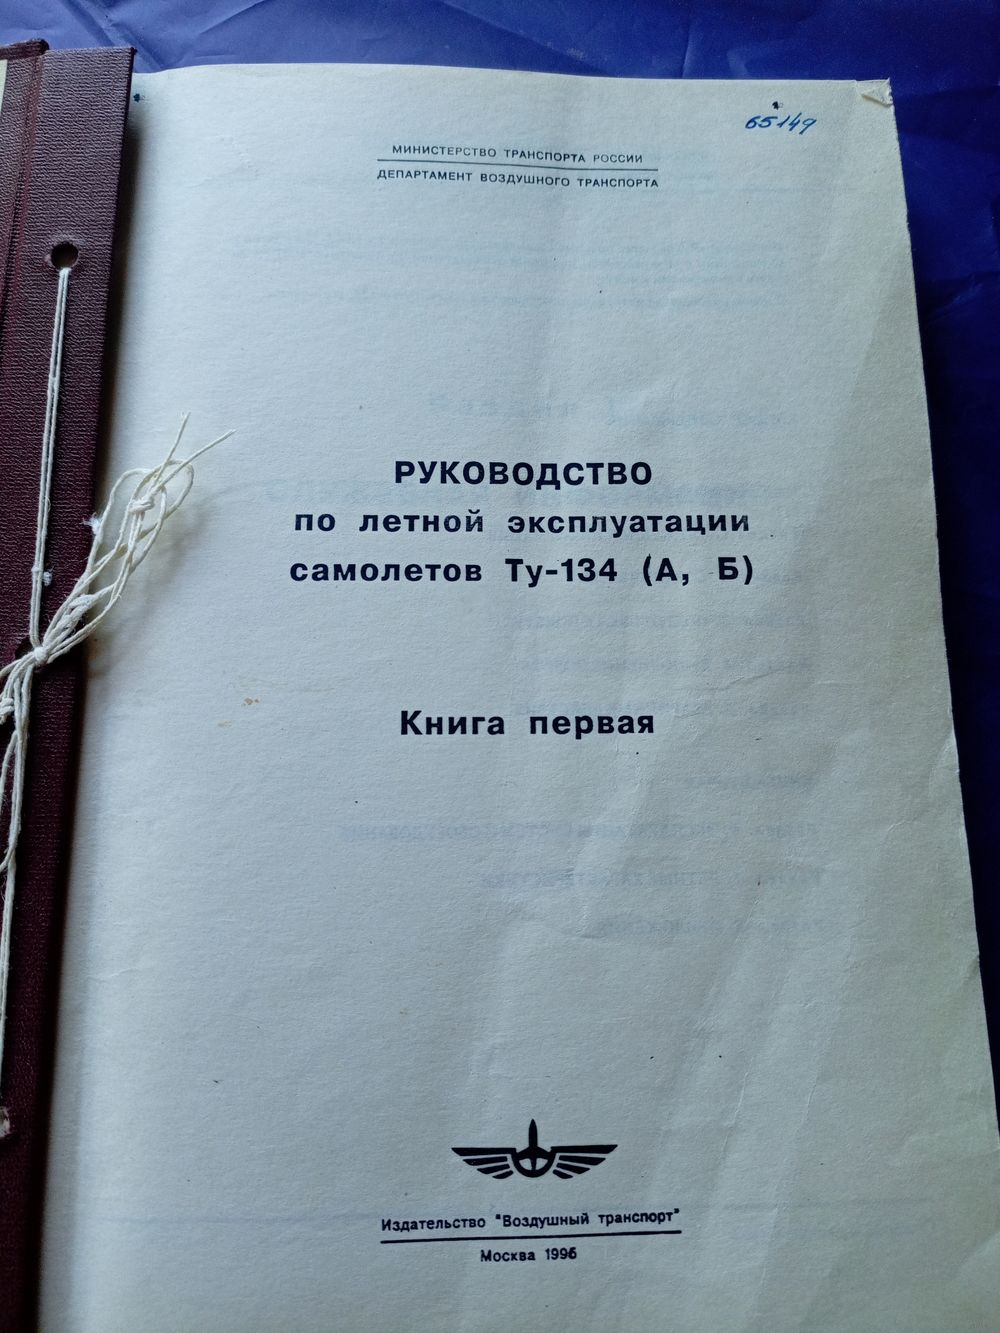 65149
МИНИСТЕРСТВО ТРАНСПОРТА РОССИИ
ДЕПАРТАМЕНТ ВОЗДУШНОГО ТРАНСПОРТА
РУКОВОДСТВО
по летной эксплуатации
самолетов Ту-134 (А, Б)
Книга первая
Издательство "Воздушный транспорт"
Москва 1996